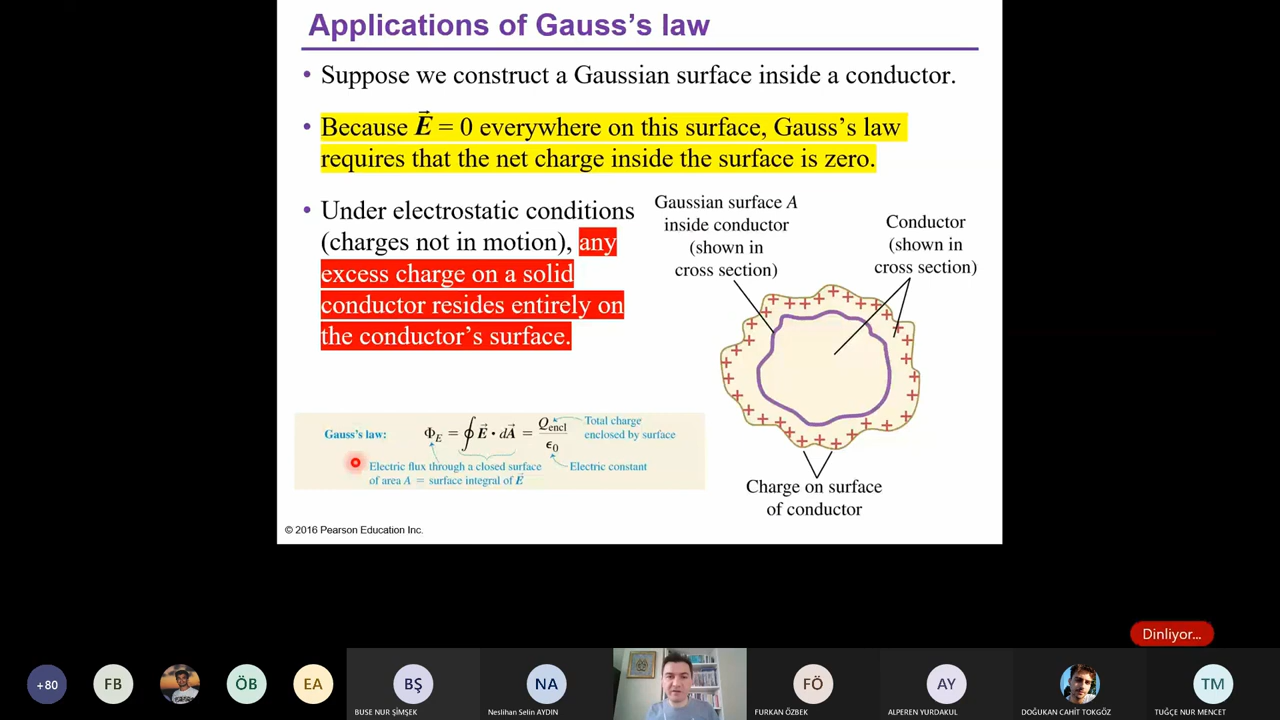 Applications of Gauss's law
• Suppose we construct a Gaussian surface inside a conductor.
• Because E⃗ = 0 everywhere on this surface, Gauss's law
requires that the net charge inside the surface is zero.
• Under electrostatic conditions
(charges not in motion), any
excess charge on a solid
conductor resides entirely on
the conductor's surface.
Gaussian surface A
inside conductor
(shown in
cross section)
Conductor
(shown in
cross section)
Charge on surface
of conductor
Gauss's law:
Φ_E = ∮ E⃗ · dA⃗ = Q_encl / ε₀
Total charge
enclosed by surface
Electric flux through a closed surface
of area A = surface integral of E⃗
Electric constant
© 2016 Pearson Education Inc.
Dinliyor...
+80
FB
ÖB
EA
BŞ
BUSE NUR ŞİMŞEK
NA
Neslihan Selin AYDIN
FÖ
FURKAN ÖZBEK
AY
ALPEREN YURDAKUL
DOĞUKAN CAHİT TOKGÖZ
TM
TUĞÇE NUR MENCET